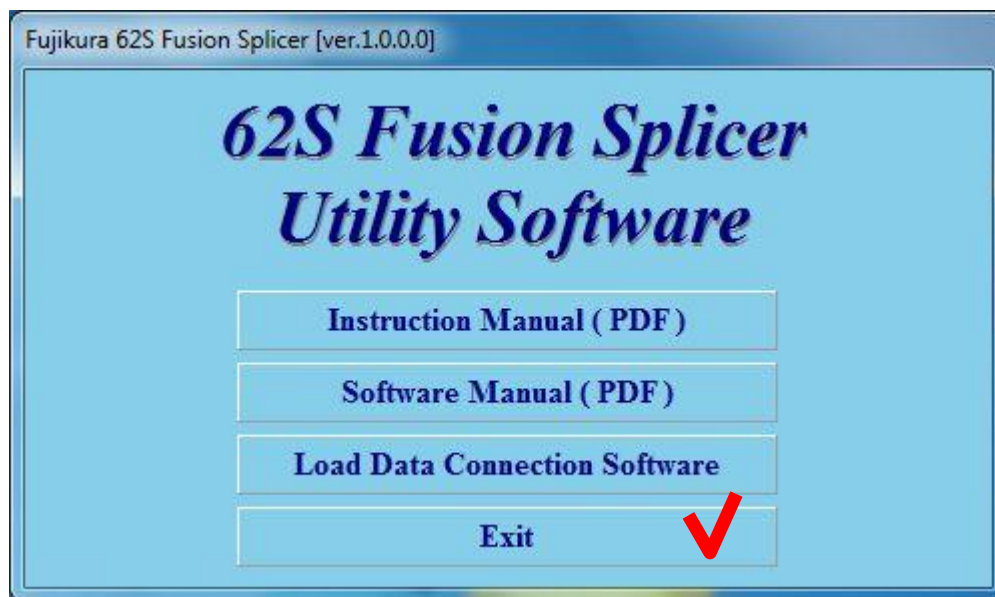 Fujikura 62S Fusion Splicer [ver.1.0.0.0]
62S Fusion Splicer
Utility Software
Instruction Manual ( PDF )
Software Manual ( PDF )
Load Data Connection Software
Exit